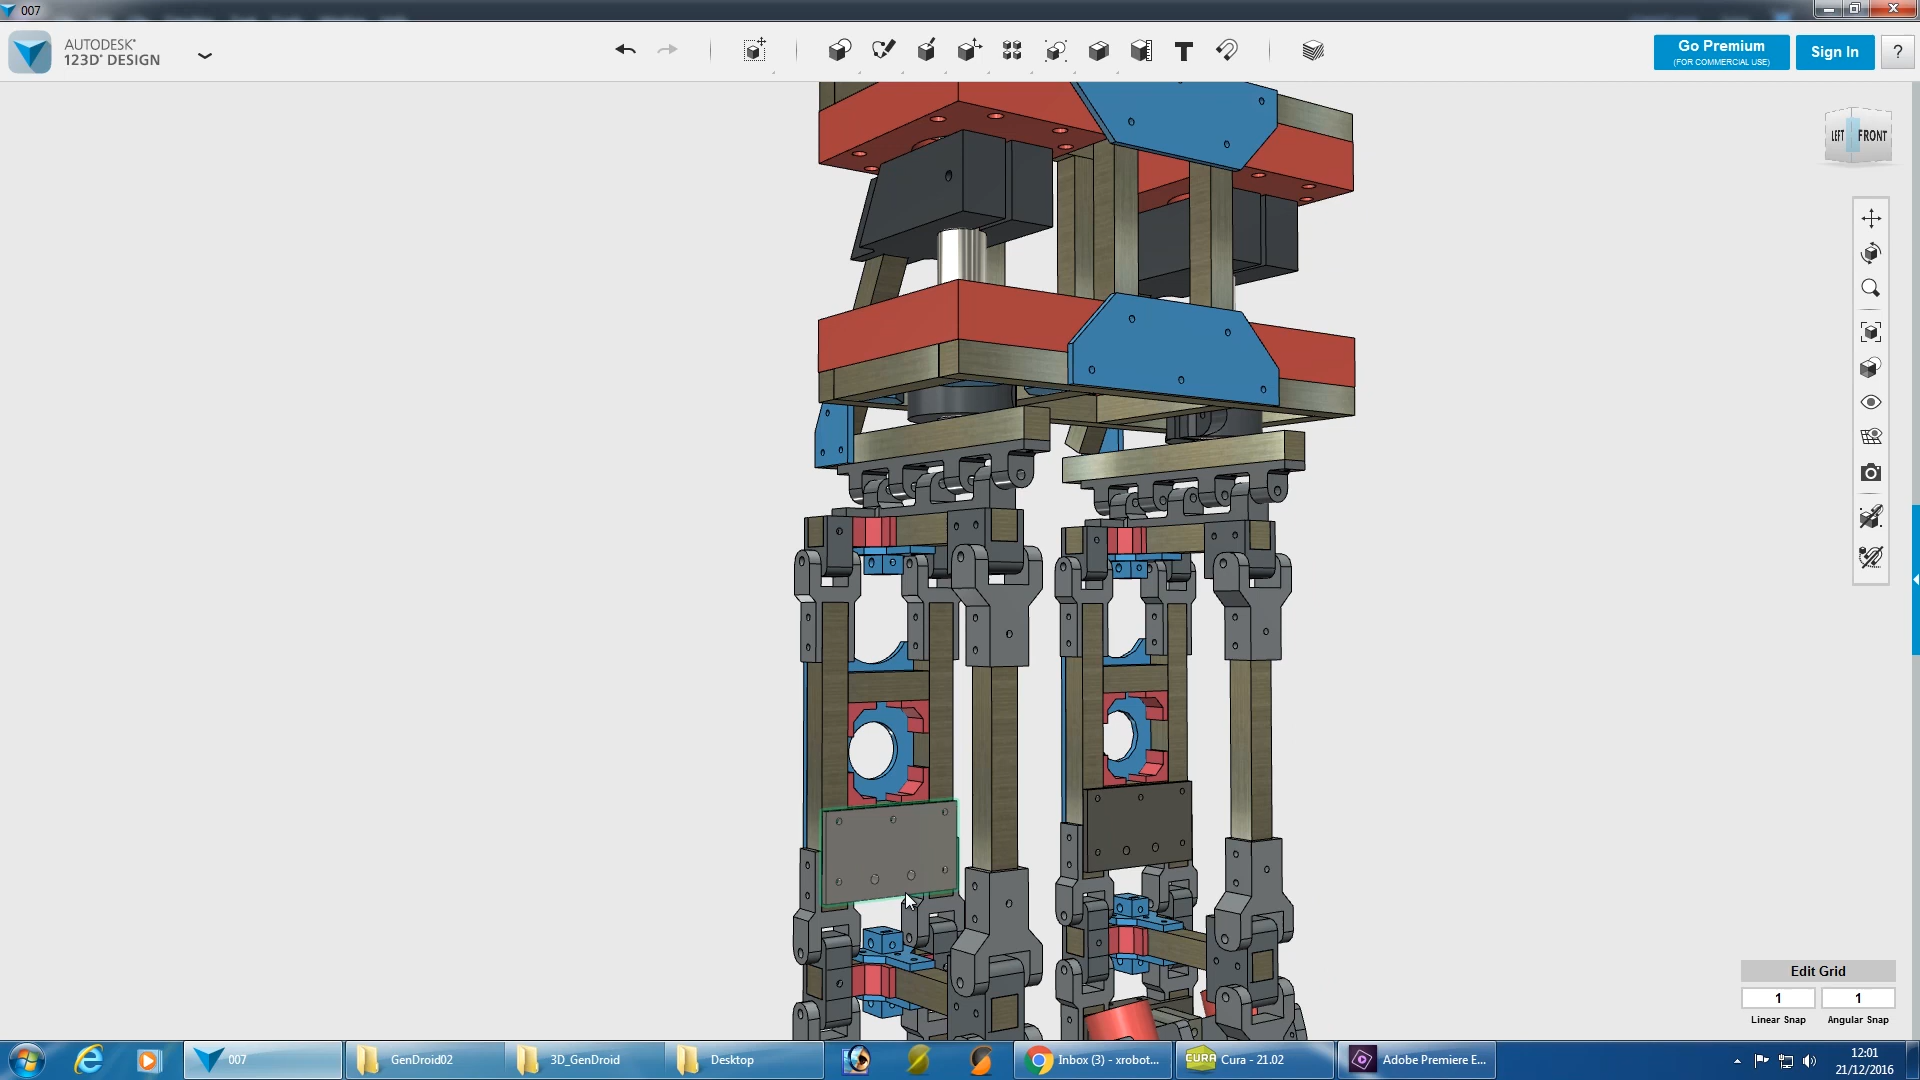 007
AUTODESK®
123D® DESIGN
T
Go Premium
(FOR COMMERCIAL USE)
Sign In
?
LEFT
FRONT
Edit Grid
1
1
Linear Snap
Angular Snap
007
GenDroid02
3D_GenDroid
Desktop
Inbox (3) - xrobot...
CURA
Cura - 21.02
Adobe Premiere E...
12:01
21/12/2016